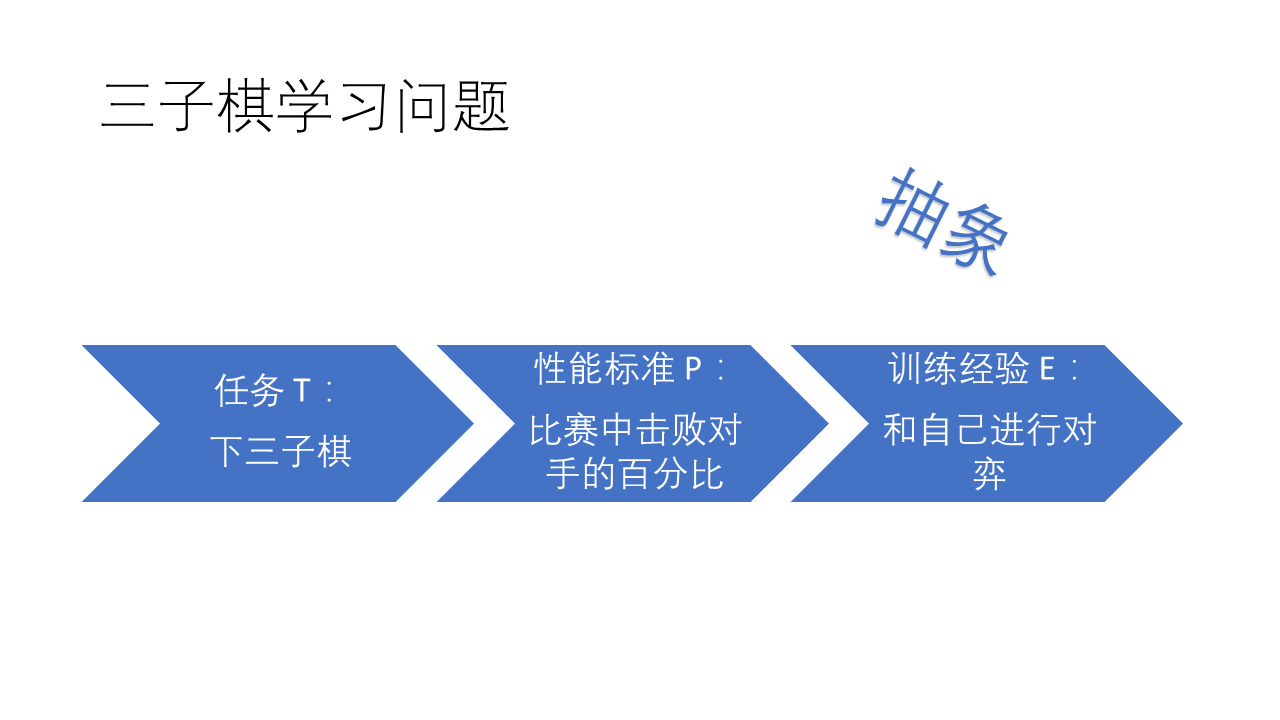 三子棋学习问题
抽象
任务 T：
下三子棋
性能标准 P：
比赛中击败对
手的百分比
训练经验 E：
和自己进行对
弈